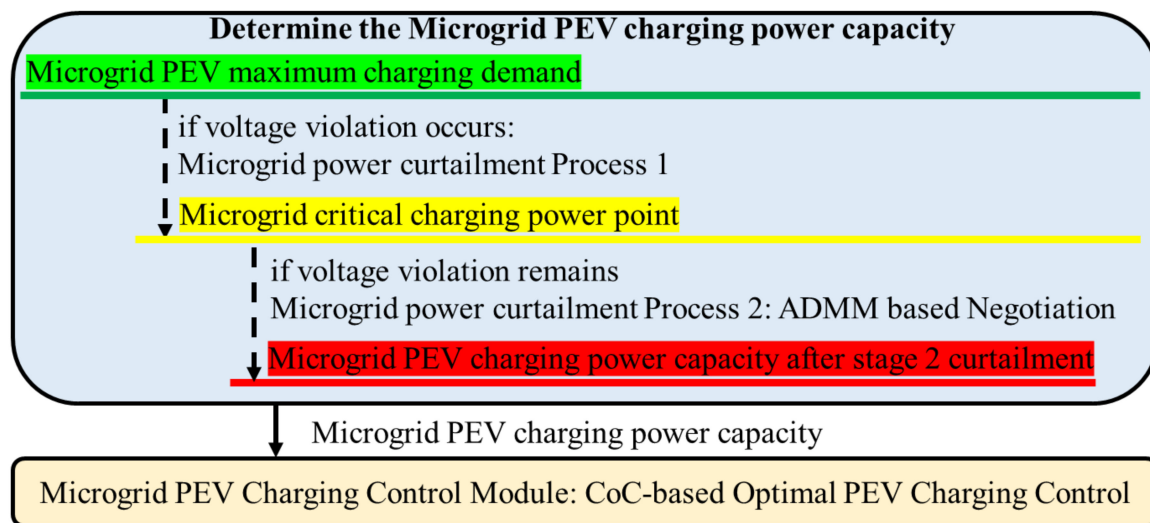 Determine the Microgrid PEV charging power capacity
Microgrid PEV maximum charging demand
if voltage violation occurs:
Microgrid power curtailment Process 1
Microgrid critical charging power point
if voltage violation remains
Microgrid power curtailment Process 2: ADMM based Negotiation
Microgrid PEV charging power capacity after stage 2 curtailment
Microgrid PEV charging power capacity
Microgrid PEV Charging Control Module: CoC-based Optimal PEV Charging Control